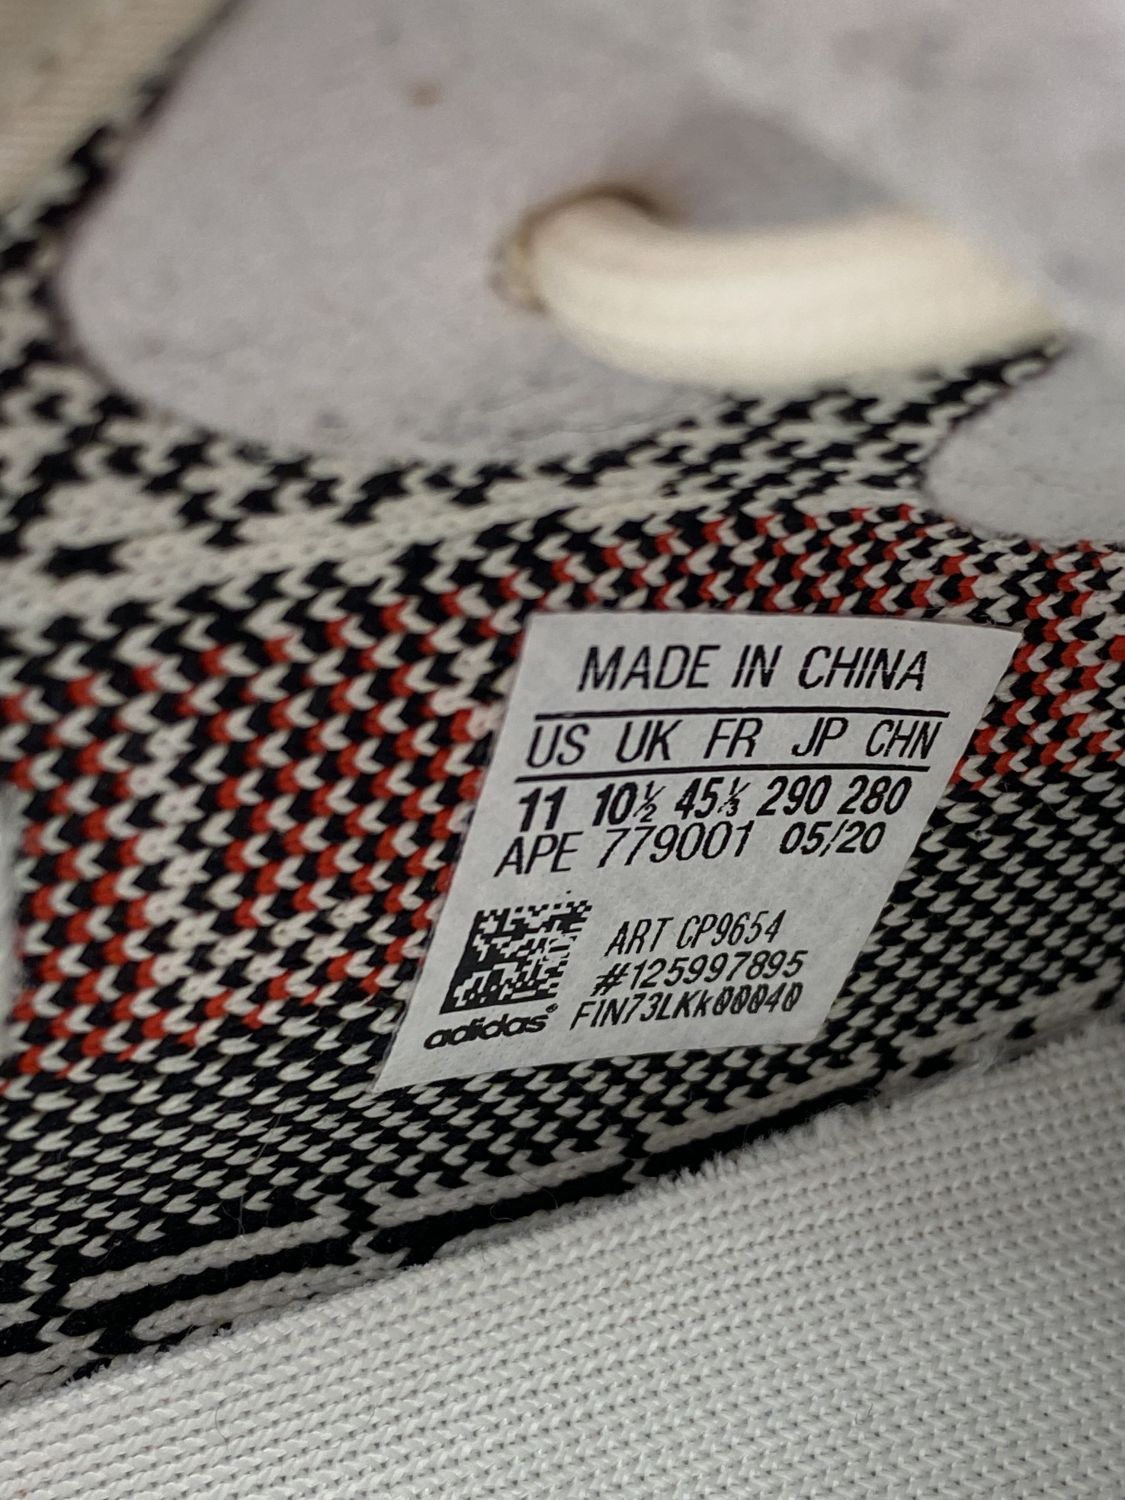 MADE IN CHINA
US UK FR JP CHN
11 10½ 45⅓ 290 280
APE 779001 05/20
ART CP9654
#125997895
FIN73LKk00040
adidas®